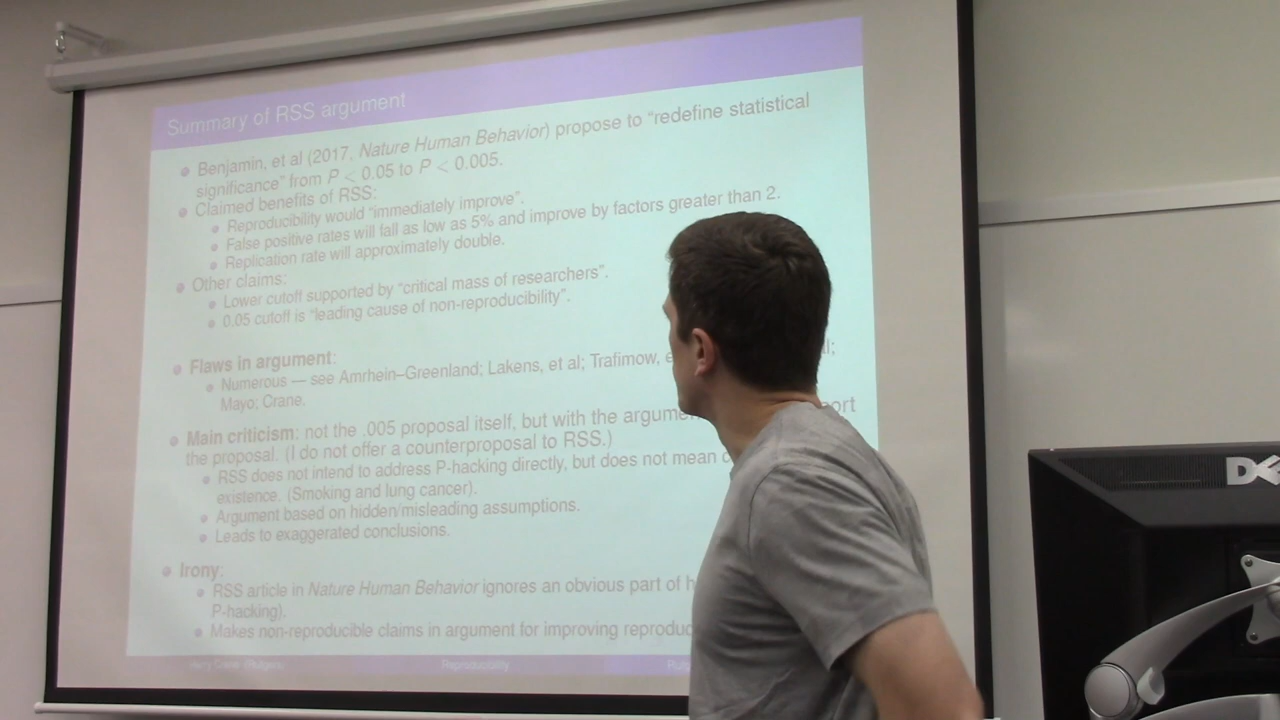 Summary of RSS argument
Benjamin, et al (2017, Nature Human Behavior) propose to "redefine statistical
significance" from P < 0.05 to P < 0.005.
Claimed benefits of RSS:
Reproducibility would "immediately improve".
False positive rates will fall as low as 5% and improve by factors greater than 2.
Replication rate will approximately double.
Other claims:
Lower cutoff supported by "critical mass of researchers".
0.05 cutoff is "leading cause of non-reproducibility".
Flaws in argument:
Numerous — see Amrhein–Greenland; Lakens, et al; Trafimow,
Mayo; Crane.
Main criticism: not the .005 proposal itself, but with the
the proposal. (I do not offer a counterproposal to RSS.)
RSS does not intend to address P-hacking directly, but does not mean
existence. (Smoking and lung cancer).
Argument based on hidden/misleading assumptions.
Leads to exaggerated conclusions.
Irony:
RSS article in Nature Human Behavior ignores an obvious part of
P-hacking).
Makes non-reproducible claims in argument for improving
Harry Crane (Rutgers) Reproducibility